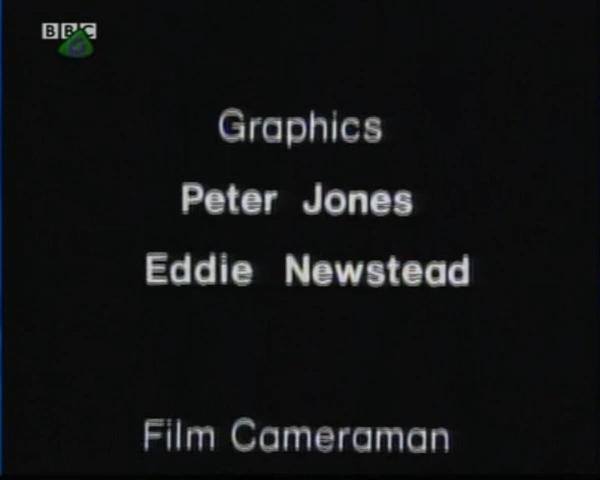 BBC
Graphics
Peter Jones
Eddie Newstead
Film Cameraman